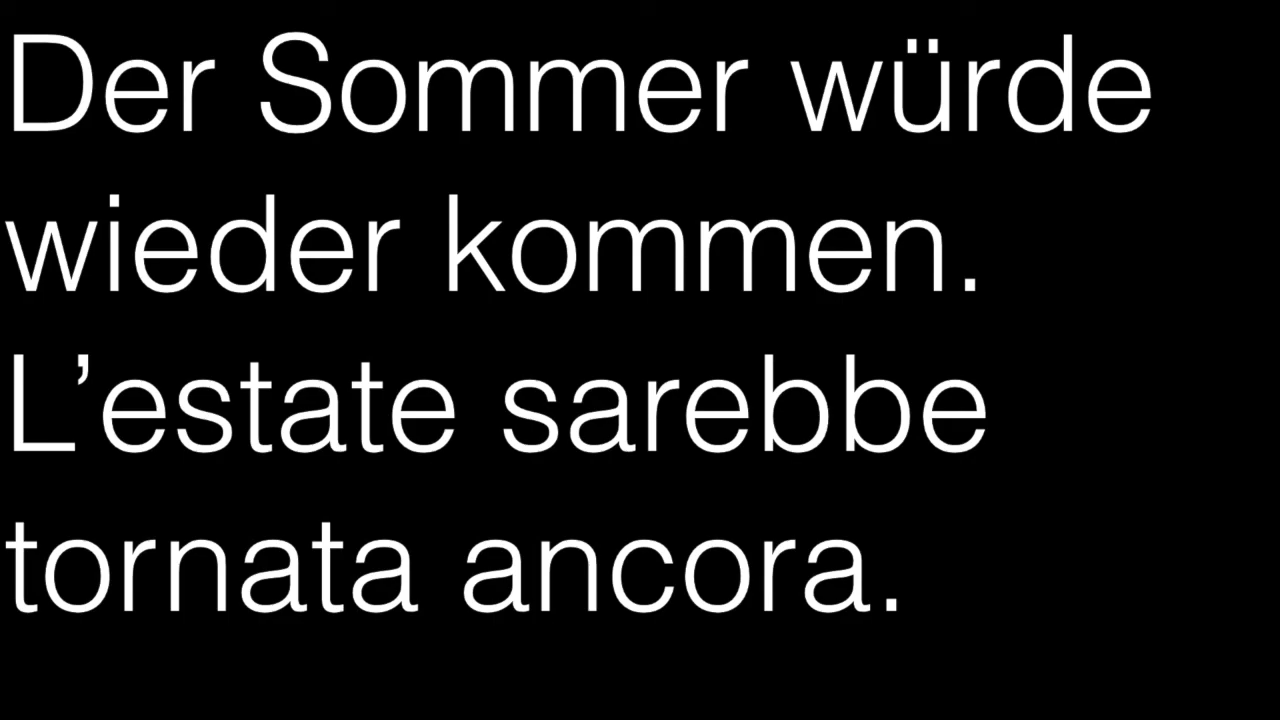 Der Sommer würde
wieder kommen.
L’estate sarebbe
tornata ancora.